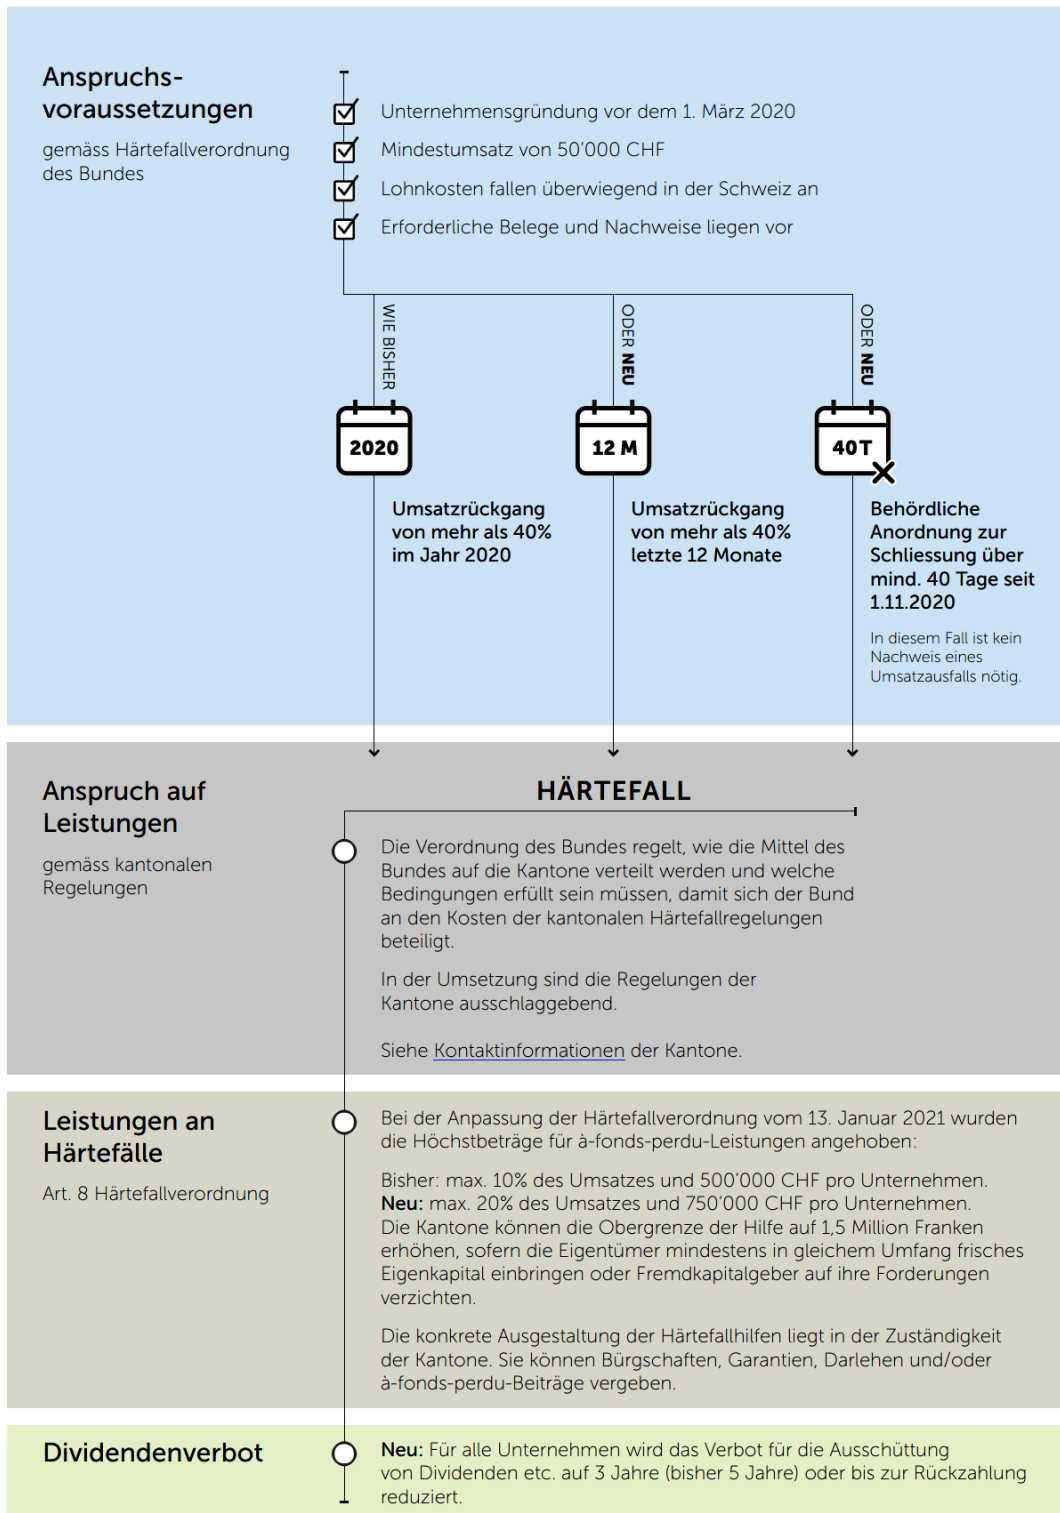 Anspruchs-
voraussetzungen
gemäss Härtefallverordnung
des Bundes
Unternehmensgründung vor dem 1. März 2020
Mindestumsatz von 50’000 CHF
Lohnkosten fallen überwiegend in der Schweiz an
Erforderliche Belege und Nachweise liegen vor
WIE BISHER
2020
Umsatzrückgang
von mehr als 40%
im Jahr 2020
ODER NEU
12 M
Umsatzrückgang
von mehr als 40%
letzte 12 Monate
ODER NEU
40 T
Behördliche
Anordnung zur
Schliessung über
mind. 40 Tage seit
1.11.2020
In diesem Fall ist kein
Nachweis eines
Umsatzausfalls nötig.
Anspruch auf
Leistungen
gemäss kantonalen
Regelungen
HÄRTEFALL
Die Verordnung des Bundes regelt, wie die Mittel des
Bundes auf die Kantone verteilt werden und welche
Bedingungen erfüllt sein müssen, damit sich der Bund
an den Kosten der kantonalen Härtefallregelungen
beteiligt.
In der Umsetzung sind die Regelungen der
Kantone ausschlaggebend.
Siehe Kontaktinformationen der Kantone.
Leistungen an
Härtefälle
Art. 8 Härtefallverordnung
Bei der Anpassung der Härtefallverordnung vom 13. Januar 2021 wurden
die Höchstbeträge für à-fonds-perdu-Leistungen angehoben:
Bisher: max. 10% des Umsatzes und 500’000 CHF pro Unternehmen.
Neu: max. 20% des Umsatzes und 750’000 CHF pro Unternehmen.
Die Kantone können die Obergrenze der Hilfe auf 1,5 Million Franken
erhöhen, sofern die Eigentümer mindestens in gleichem Umfang frisches
Eigenkapital einbringen oder Fremdkapitalgeber auf ihre Forderungen
verzichten.
Die konkrete Ausgestaltung der Härtefallhilfen liegt in der Zuständigkeit
der Kantone. Sie können Bürgschaften, Garantien, Darlehen und/oder
à-fonds-perdu-Beiträge vergeben.
Dividendenverbot
Neu: Für alle Unternehmen wird das Verbot für die Ausschüttung
von Dividenden etc. auf 3 Jahre (bisher 5 Jahre) oder bis zur Rückzahlung
reduziert.